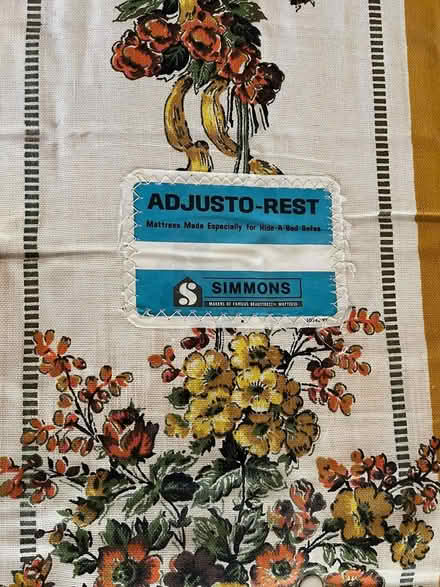 ADJUSTO-REST
Mattress Made Especially for Hide-A-Bed Sofas
S
SIMMONS
MAKERS OF FAMOUS BEAUTYREST® MATTRESS